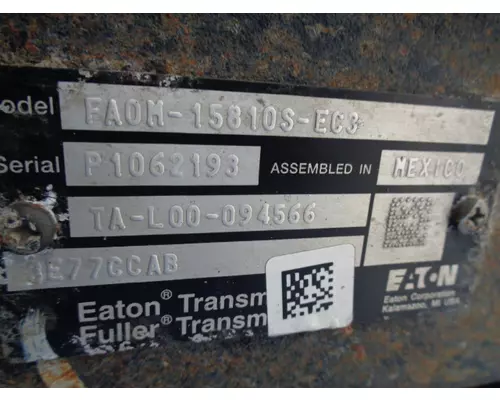 odel FAOM-15810S-EC3
Serial P1062193 ASSEMBLED IN MEXICO
TA-L00-094566
3E77CCAB
EATON
Eaton Corporation
Kalamazoo, MI USA
Eaton® Transm
Fuller® Transm